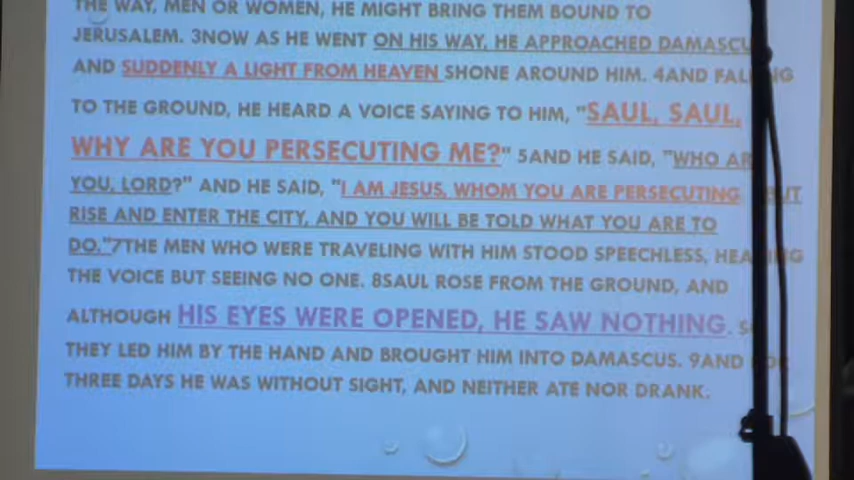 THE WAY, MEN OR WOMEN, HE MIGHT BRING THEM BOUND TO
JERUSALEM. 3NOW AS HE WENT ON HIS WAY, HE APPROACHED DAMASCU
AND SUDDENLY A LIGHT FROM HEAVEN SHONE AROUND HIM. 4AND FALLING
TO THE GROUND, HE HEARD A VOICE SAYING TO HIM, "SAUL, SAUL,
WHY ARE YOU PERSECUTING ME?" 5AND HE SAID, "WHO AR
YOU, LORD?" AND HE SAID, "I AM JESUS, WHOM YOU ARE PERSECUTING
RISE AND ENTER THE CITY, AND YOU WILL BE TOLD WHAT YOU ARE TO
DO."7THE MEN WHO WERE TRAVELING WITH HIM STOOD SPEECHLESS, HEARING
THE VOICE BUT SEEING NO ONE. 8SAUL ROSE FROM THE GROUND, AND
ALTHOUGH HIS EYES WERE OPENED, HE SAW NOTHING.
THEY LED HIM BY THE HAND AND BROUGHT HIM INTO DAMASCUS. 9AND
THREE DAYS HE WAS WITHOUT SIGHT, AND NEITHER ATE NOR DRANK.